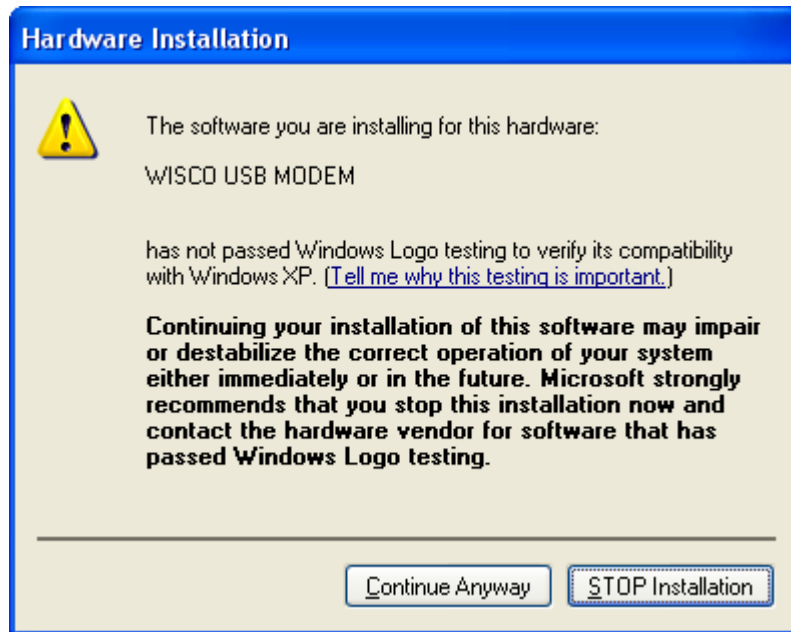 Hardware Installation
The software you are installing for this hardware:
WISCO USB MODEM
has not passed Windows Logo testing to verify its compatibility
with Windows XP. (Tell me why this testing is important.)
Continuing your installation of this software may impair
or destabilize the correct operation of your system
either immediately or in the future. Microsoft strongly
recommends that you stop this installation now and
contact the hardware vendor for software that has
passed Windows Logo testing.
Continue Anyway STOP Installation